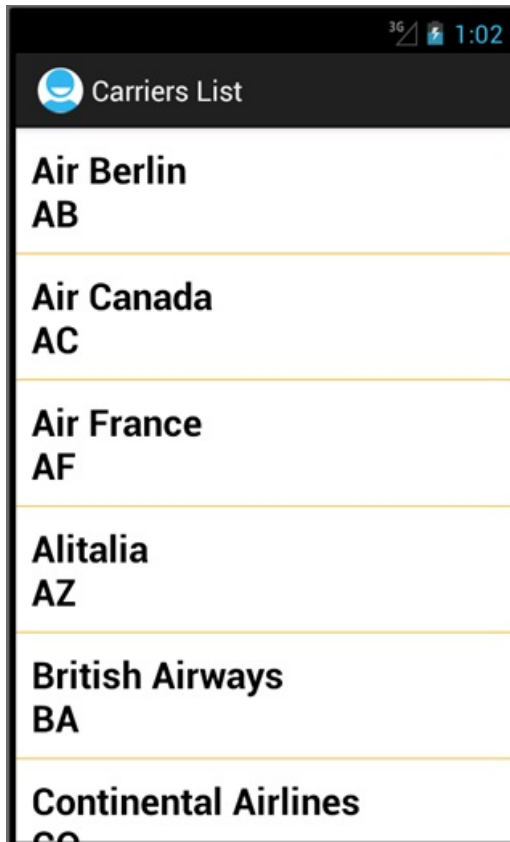 3G 1:02
Carriers List
Air Berlin
AB
Air Canada
AC
Air France
AF
Alitalia
AZ
British Airways
BA
Continental Airlines